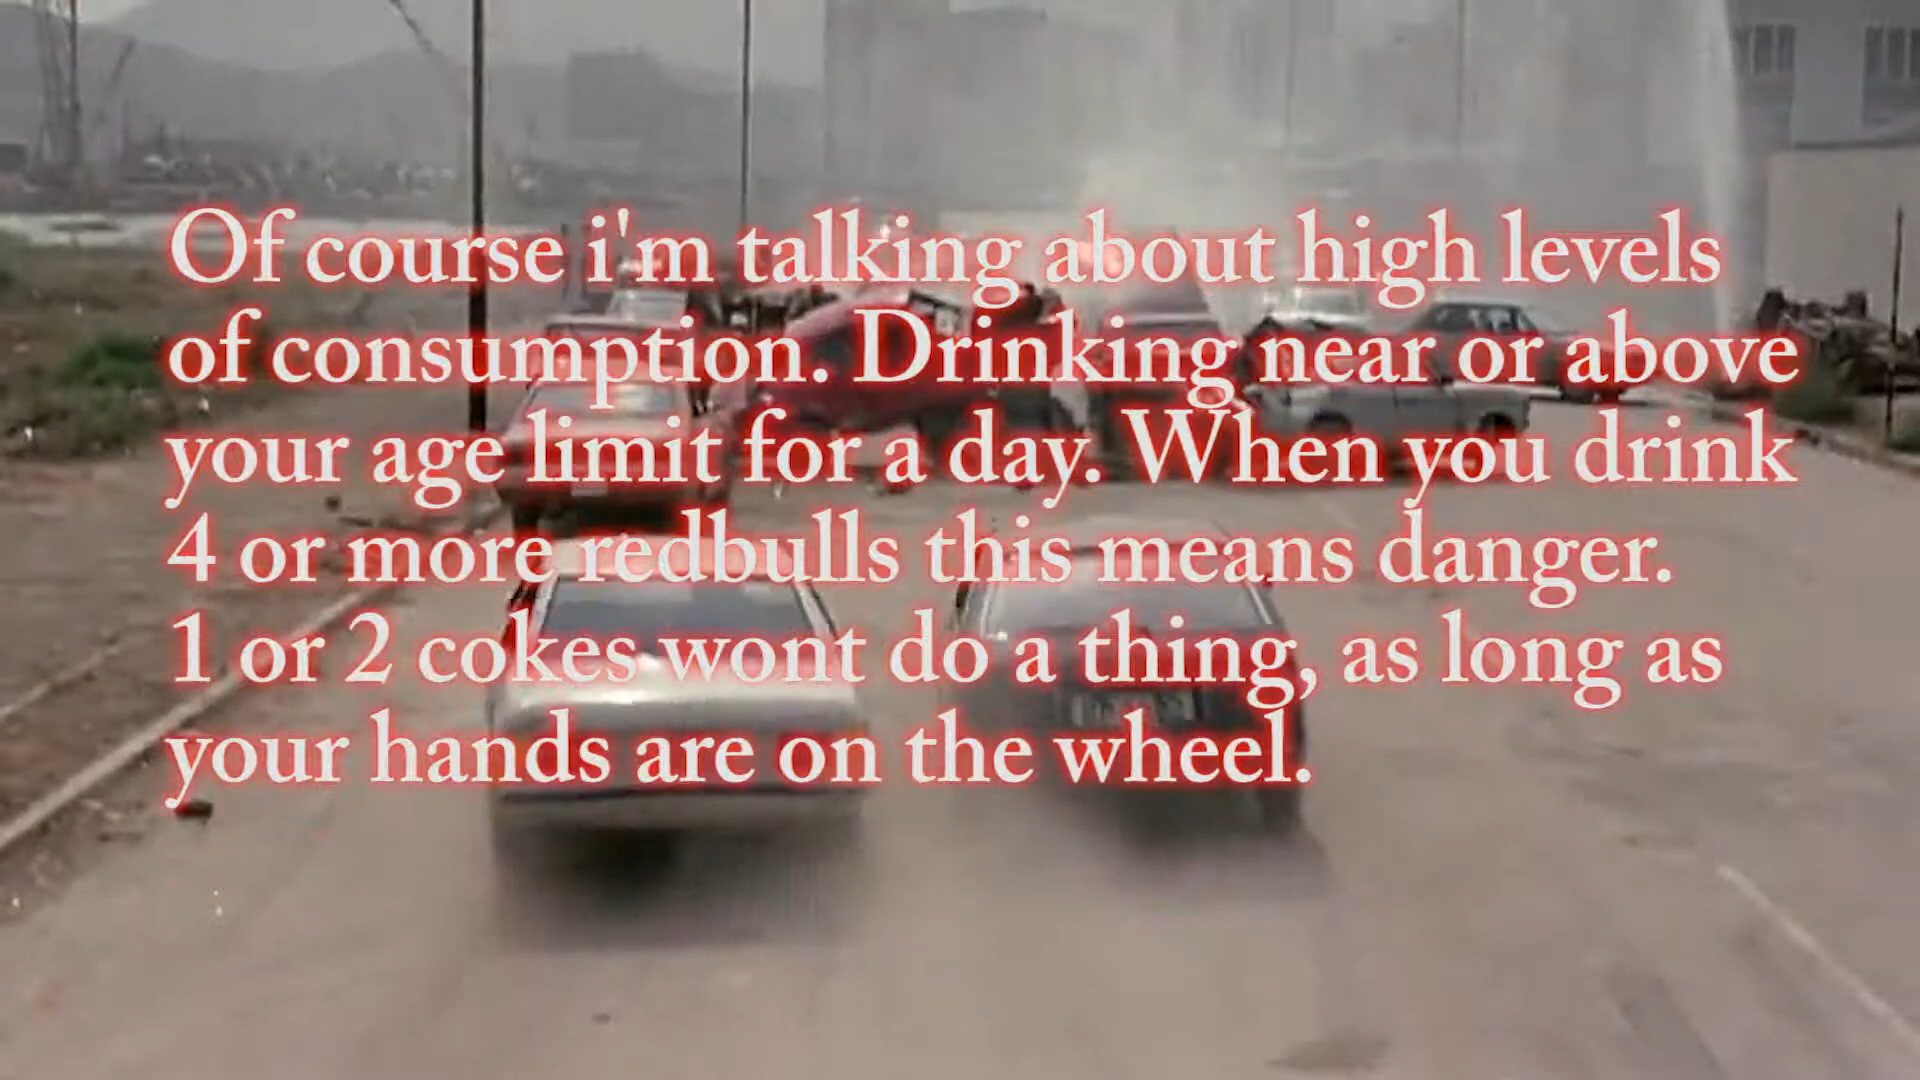 Of course i'm talking about high levels
of consumption. Drinking near or above
your age limit for a day. When you drink
4 or more redbulls this means danger.
1 or 2 cokes wont do a thing, as long as
your hands are on the wheel.